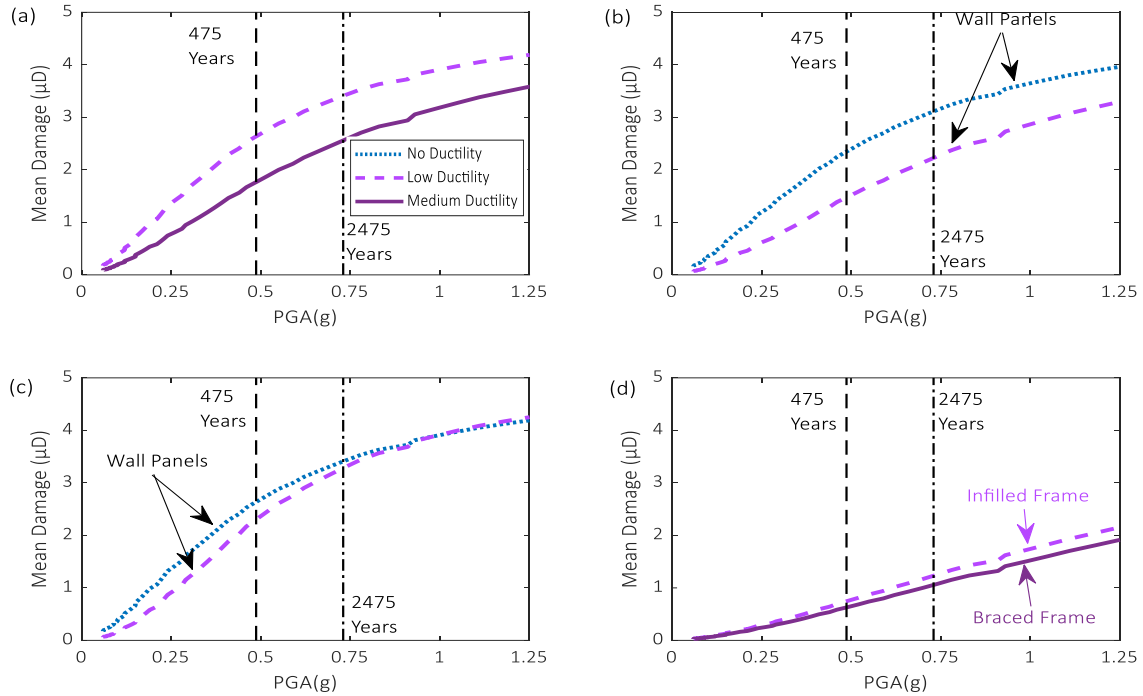 (a)
5
4
3
2
1
0
Mean Damage (μD)
475
Years
No Ductility
Low Ductility
Medium Ductility
2475
Years
0
0.25
0.5
0.75
1
1.25
PGA(g)
(b)
5
4
3
2
1
0
Mean Damage (μD)
475
Years
Wall Panels
2475
Years
0
0.25
0.5
0.75
1
1.25
PGA(g)
(c)
5
4
3
2
1
0
Mean Damage (μD)
475
Years
Wall Panels
2475
Years
0
0.25
0.5
0.75
1
1.25
PGA(g)
(d)
5
4
3
2
1
0
Mean Damage (μD)
475
Years
2475
Years
Infilled Frame
Braced Frame
0
0.25
0.5
0.75
1
1.25
PGA(g)